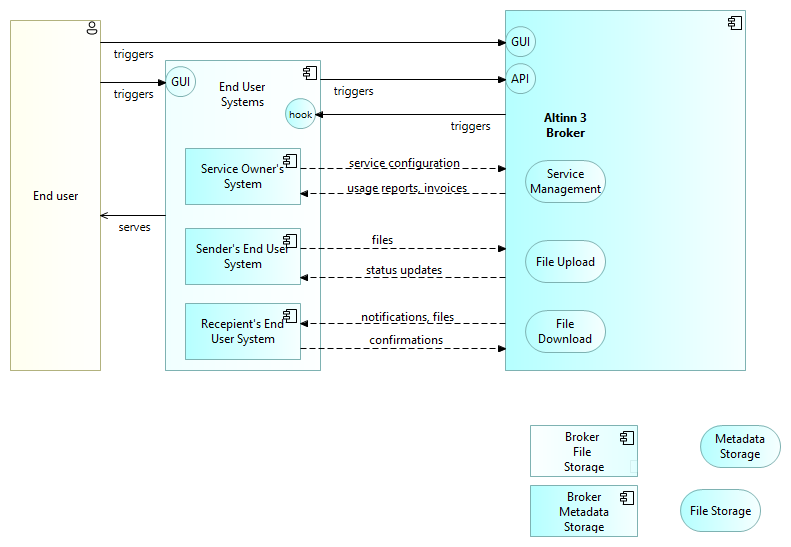 GUI
triggers
GUI
triggers
End User
Systems
API
triggers
hook
triggers
Altinn 3
Broker
End user
serves
Service Owner's
System
service configuration
usage reports, invoices
Service
Management
Sender's End User
System
files
status updates
File Upload
Recepient's End
User System
notifications, files
confirmations
File
Download
Broker
File
Storage
Metadata
Storage
Broker
Metadata
Storage
File Storage